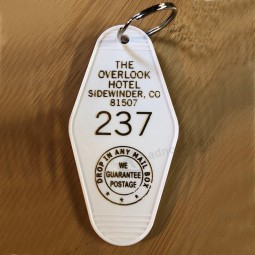 THE
OVERLOOK
HOTEL
SIDEWINDER, CO
81507
237
DROP IN ANY MAIL BOX
WE
GUARANTEE
POSTAGE